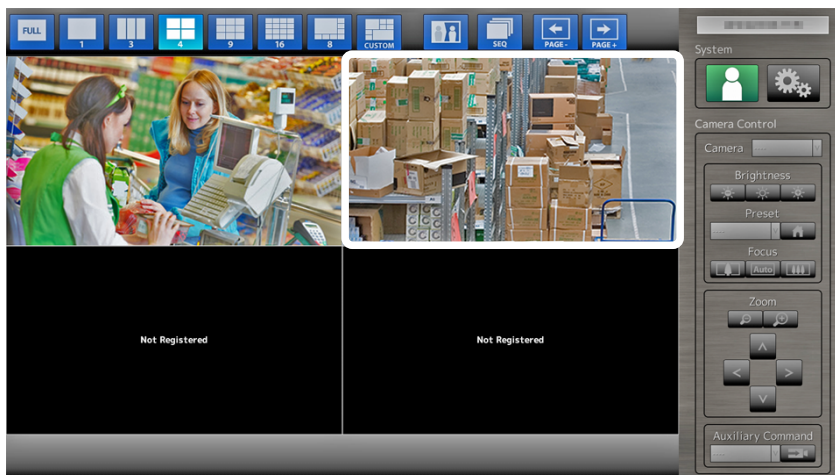 FULL
1
3
4
9
16
8
CUSTOM
SEQ
PAGE-
PAGE+
System
Camera Control
Camera
Brightness
Preset
Focus
Auto
Zoom
Auxiliary Command
Not Registered
Not Registered